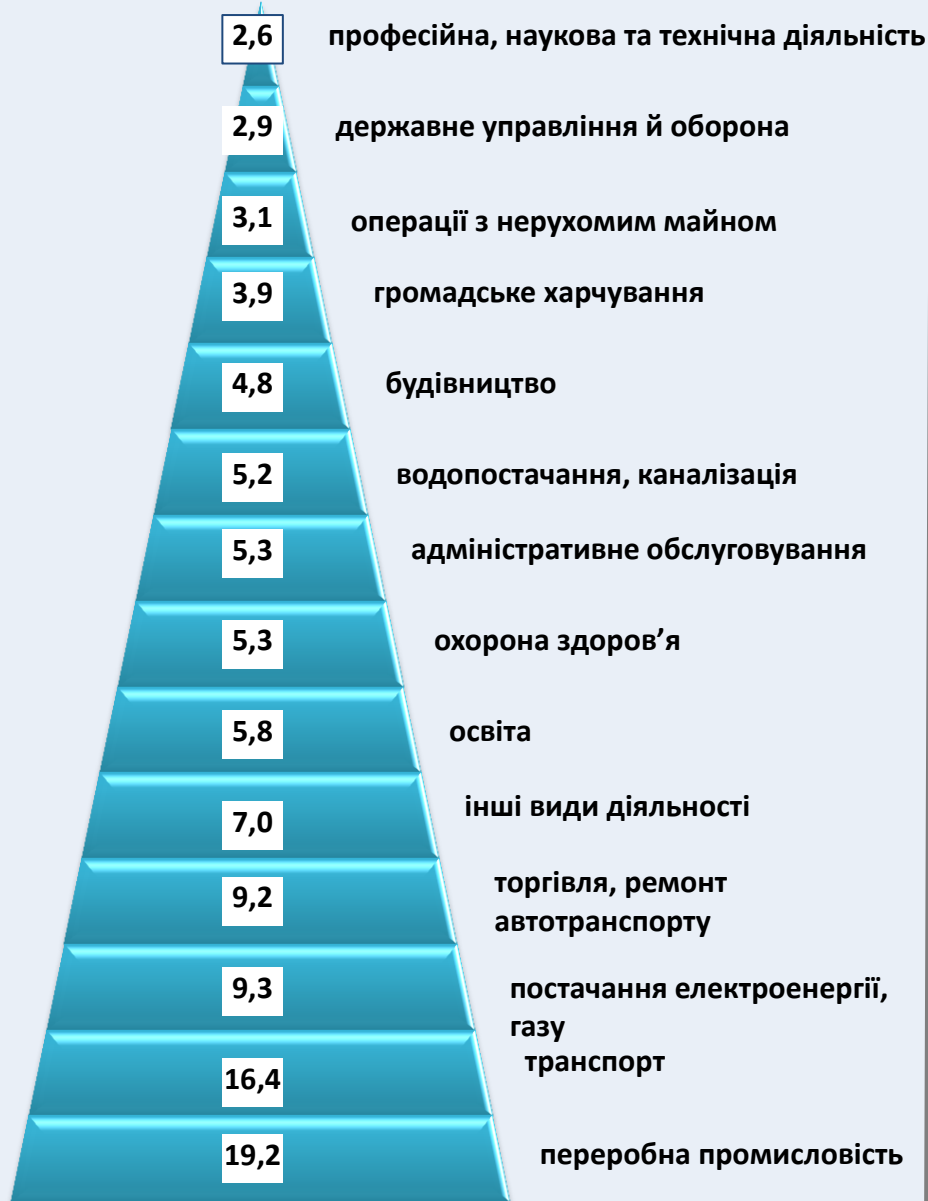 2,6 професійна, наукова та технічна діяльність
2,9 державне управління й оборона
3,1 операції з нерухомим майном
3,9 громадське харчування
4,8 будівництво
5,2 водопостачання, каналізація
5,3 адміністративне обслуговування
5,3 охорона здоров’я
5,8 освіта
7,0 інші види діяльності
9,2 торгівля, ремонт
автотранспорту
9,3 постачання електроенергії,
газу
16,4 транспорт
19,2 переробна промисловість